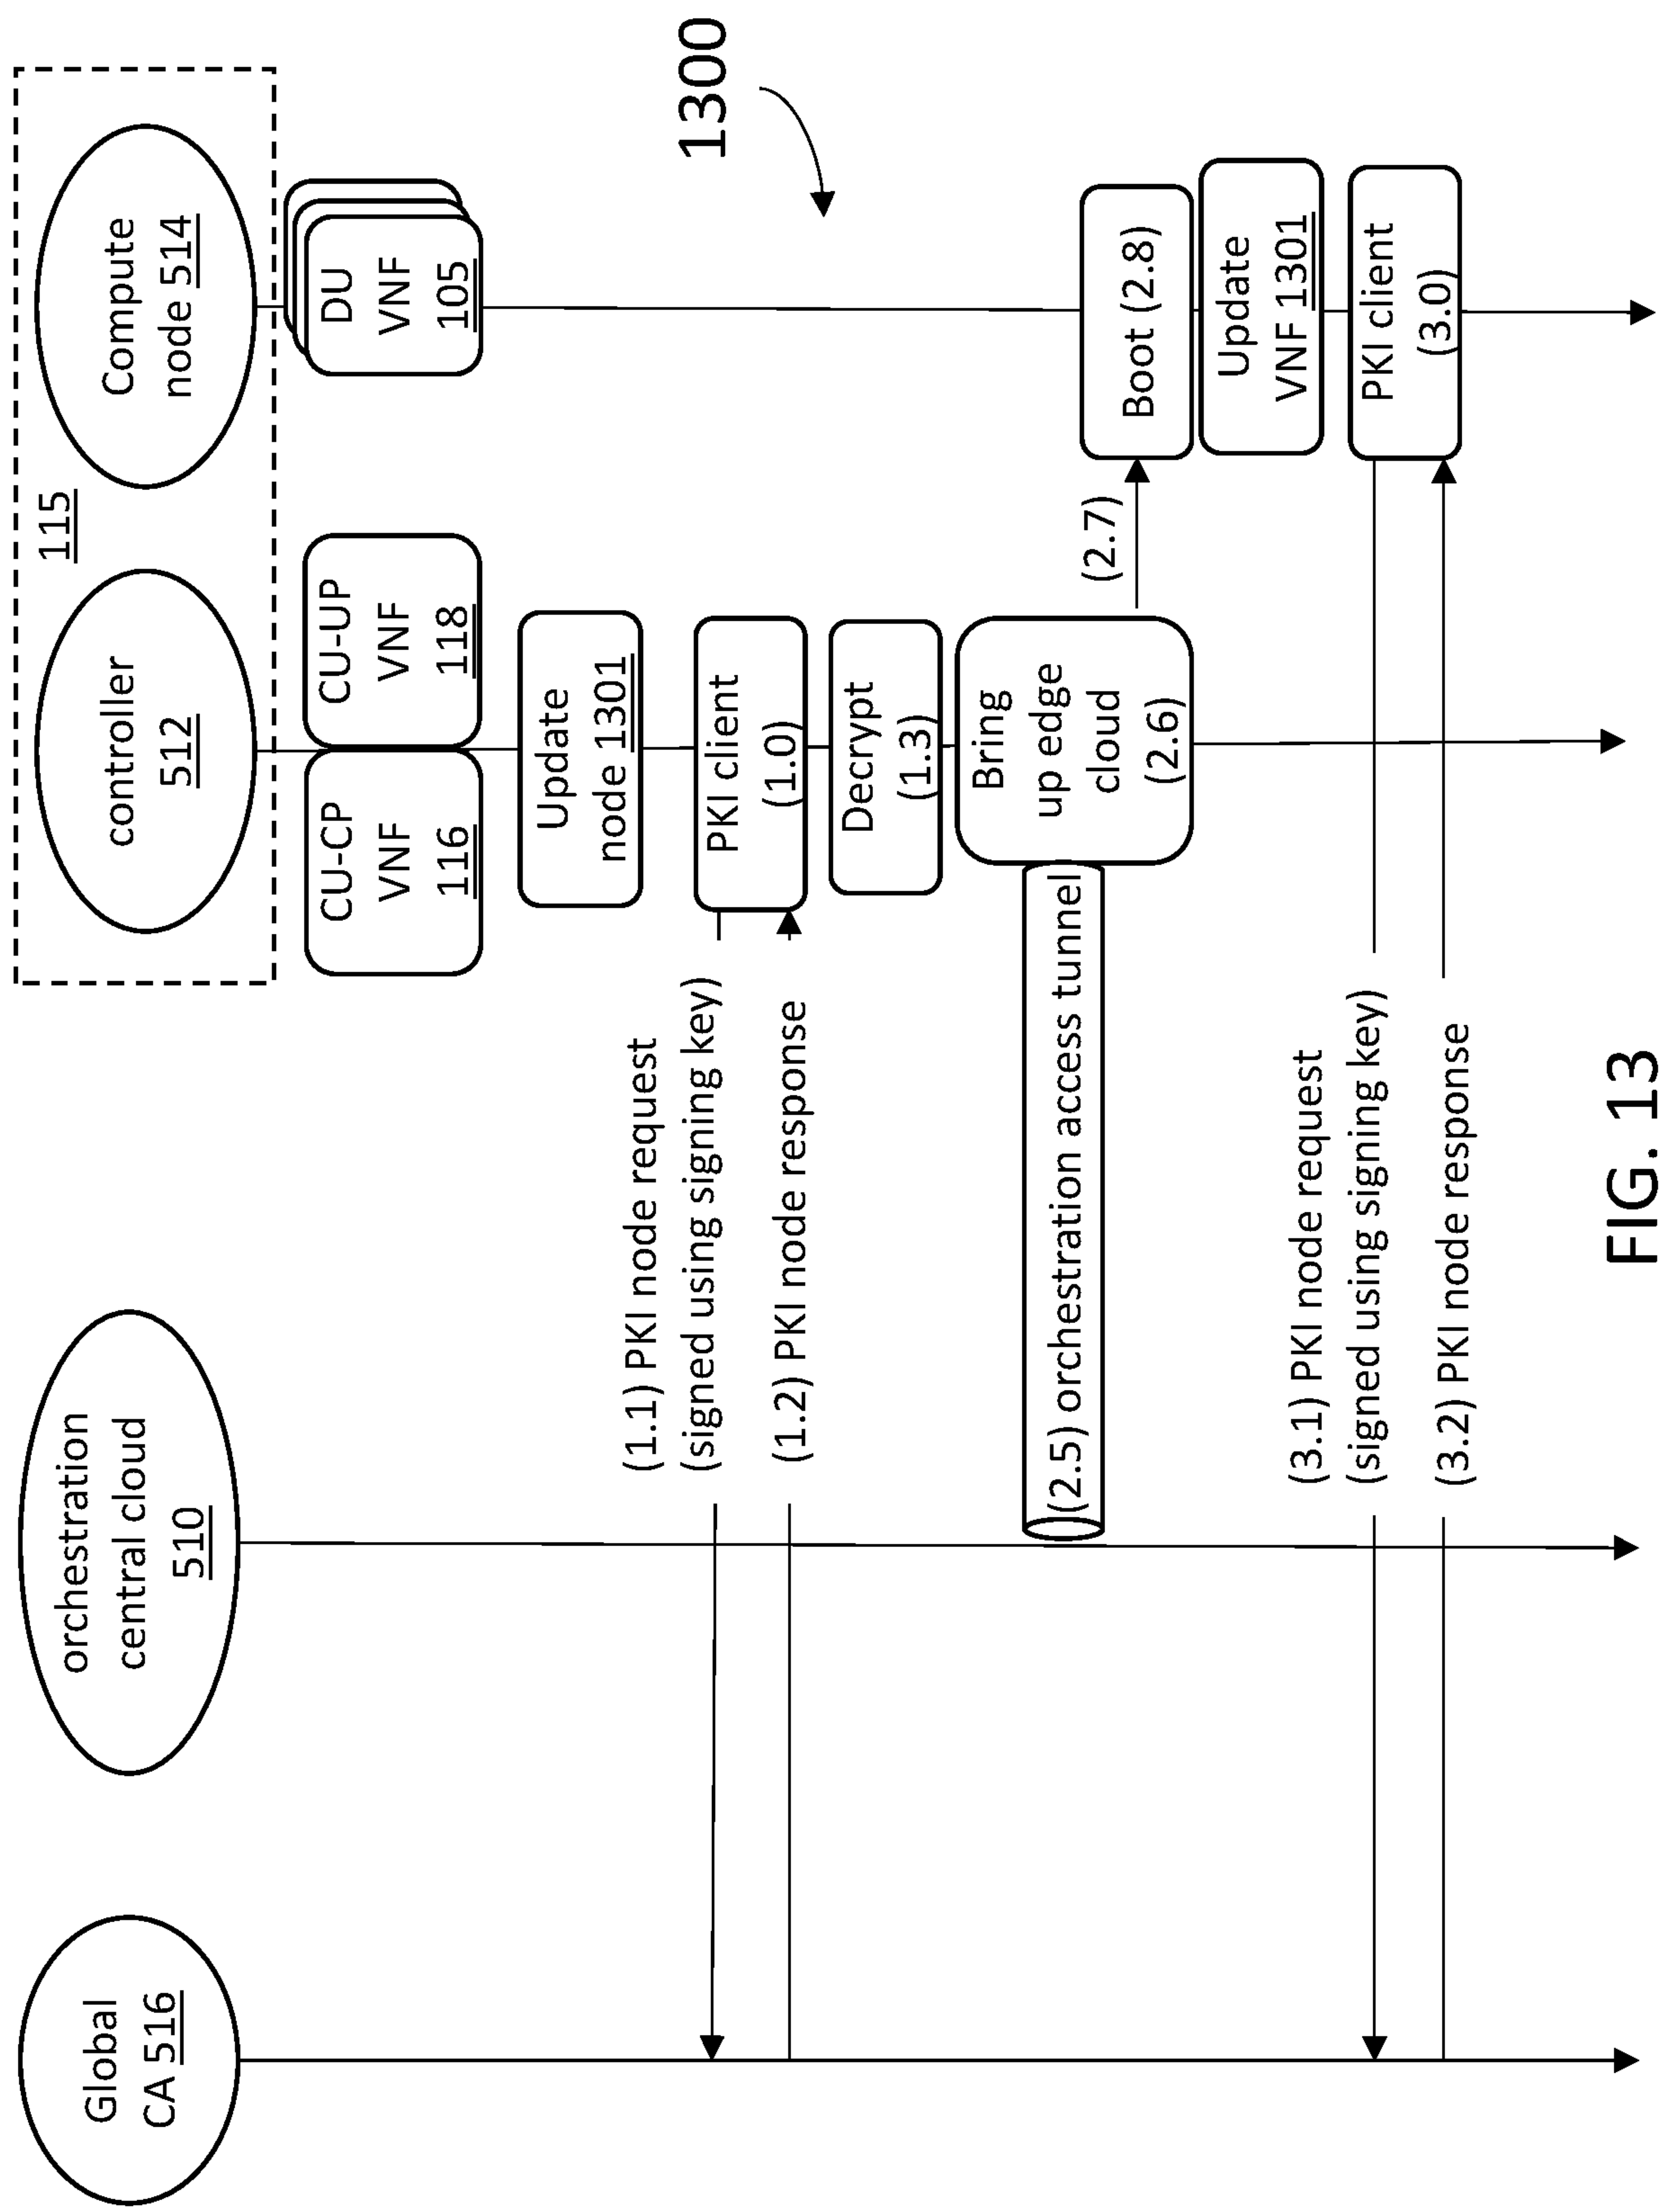 Global
CA 516
orchestration
central cloud
510
115
controller
512
Compute
node 514
CU-CP
VNF
116
CU-UP
VNF
118
DU
VNF
105
Update
node 1301
1300
(1.1) PKI node request
(signed using signing key)
(1.2) PKI node response
PKI client
(1.0)
Decrypt
(1.3)
(2.5) orchestration access tunnel
Bring
up edge
cloud
(2.6)
(2.7)
Boot (2.8)
Update
VNF 1301
(3.1) PKI node request
(signed using signing key)
(3.2) PKI node response
PKI client
(3.0)
FIG. 13